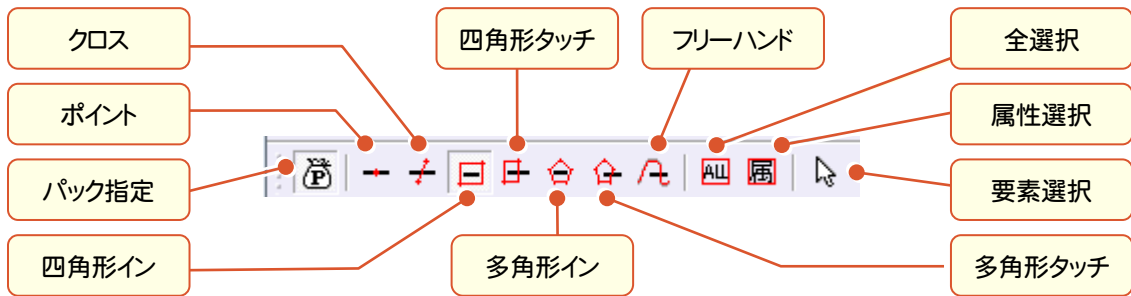 クロス
四角形タッチ
フリーハンド
全選択
ポイント
属性選択
P
ALL
属
パック指定
要素選択
四角形イン
多角形イン
多角形タッチ